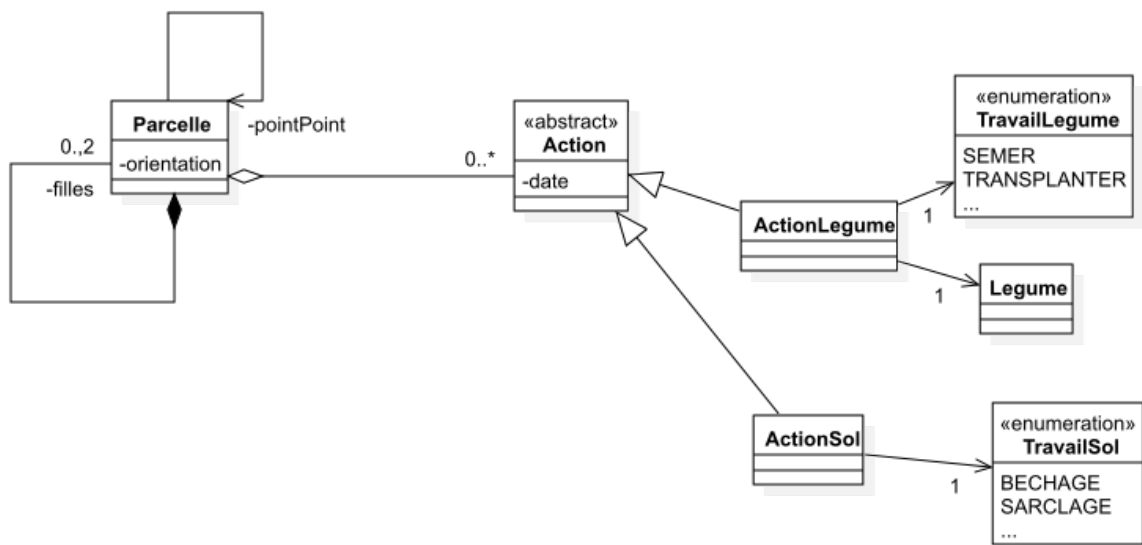 Parcelle
-orientation
-pointPoint
0.,2
-filles
0..*
«abstract»
Action
-date
ActionLegume
1
1
«enumeration»
TravailLegume
SEMER
TRANSPLANTER
...
Legume
ActionSol
1
«enumeration»
TravailSol
BECHAGE
SARCLAGE
...